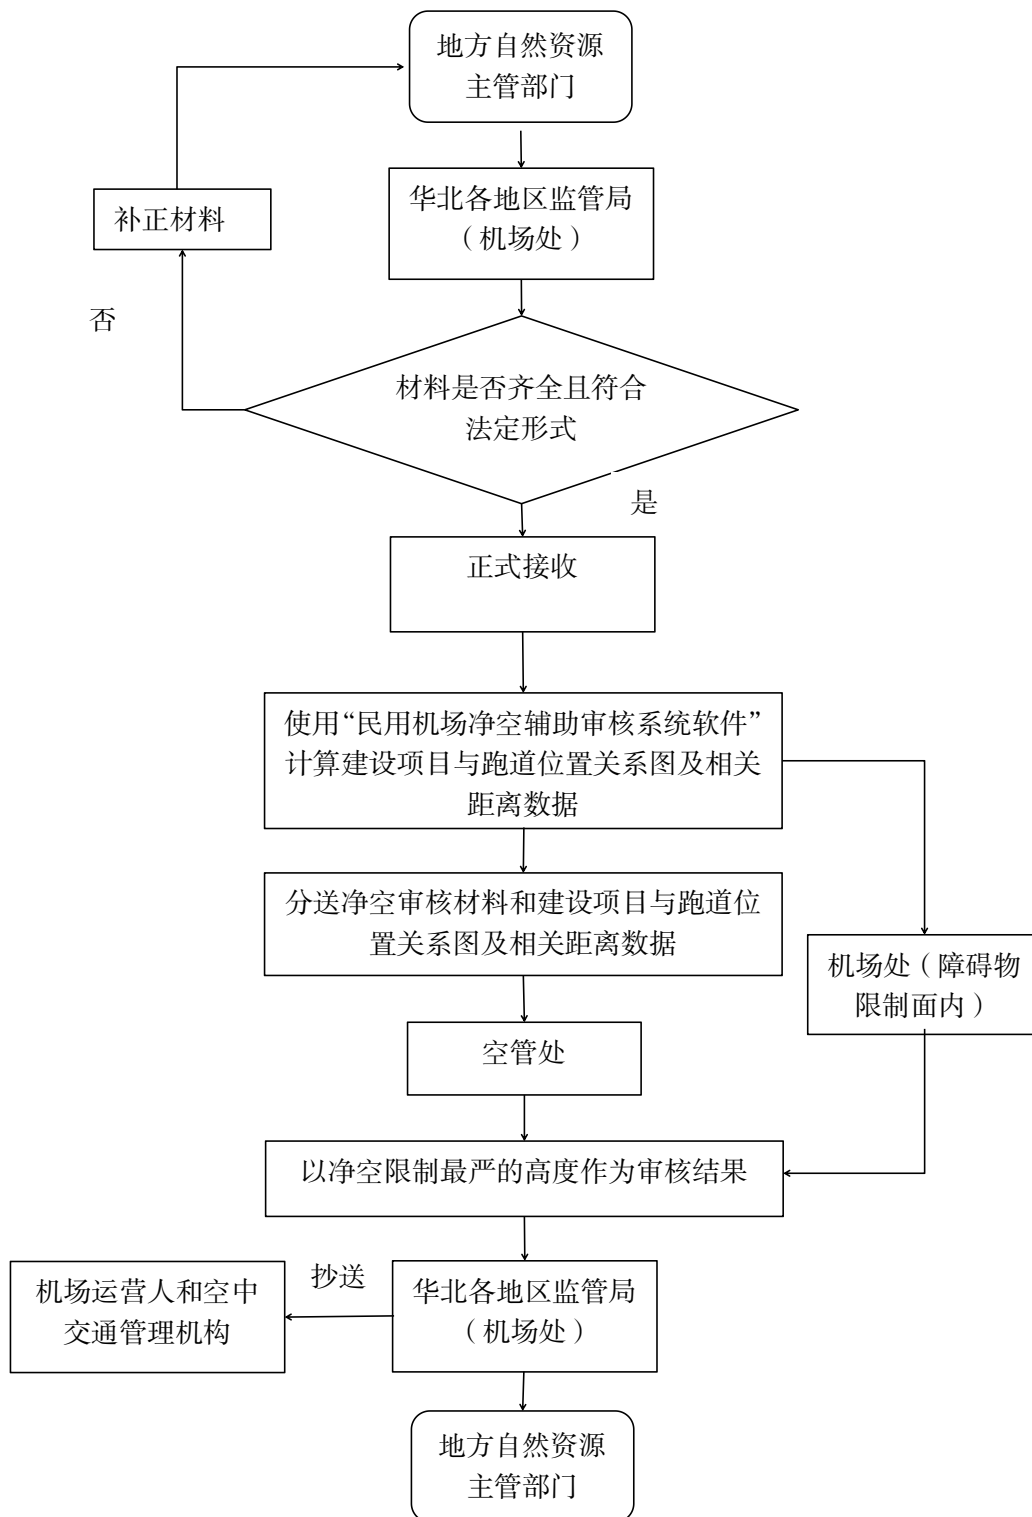 地方自然资源
主管部门
华北各地区监管局
（机场处）
补正材料
否
材料是否齐全且符合
法定形式
是
正式接收
使用“民用机场净空辅助审核系统软件”
计算建设项目与跑道位置关系图及相关
距离数据
分送净空审核材料和建设项目与跑道位
置关系图及相关距离数据
机场处（障碍物
限制面内）
空管处
以净空限制最严的高度作为审核结果
抄送
机场运营人和空中
交通管理机构
华北各地区监管局
（机场处）
地方自然资源
主管部门